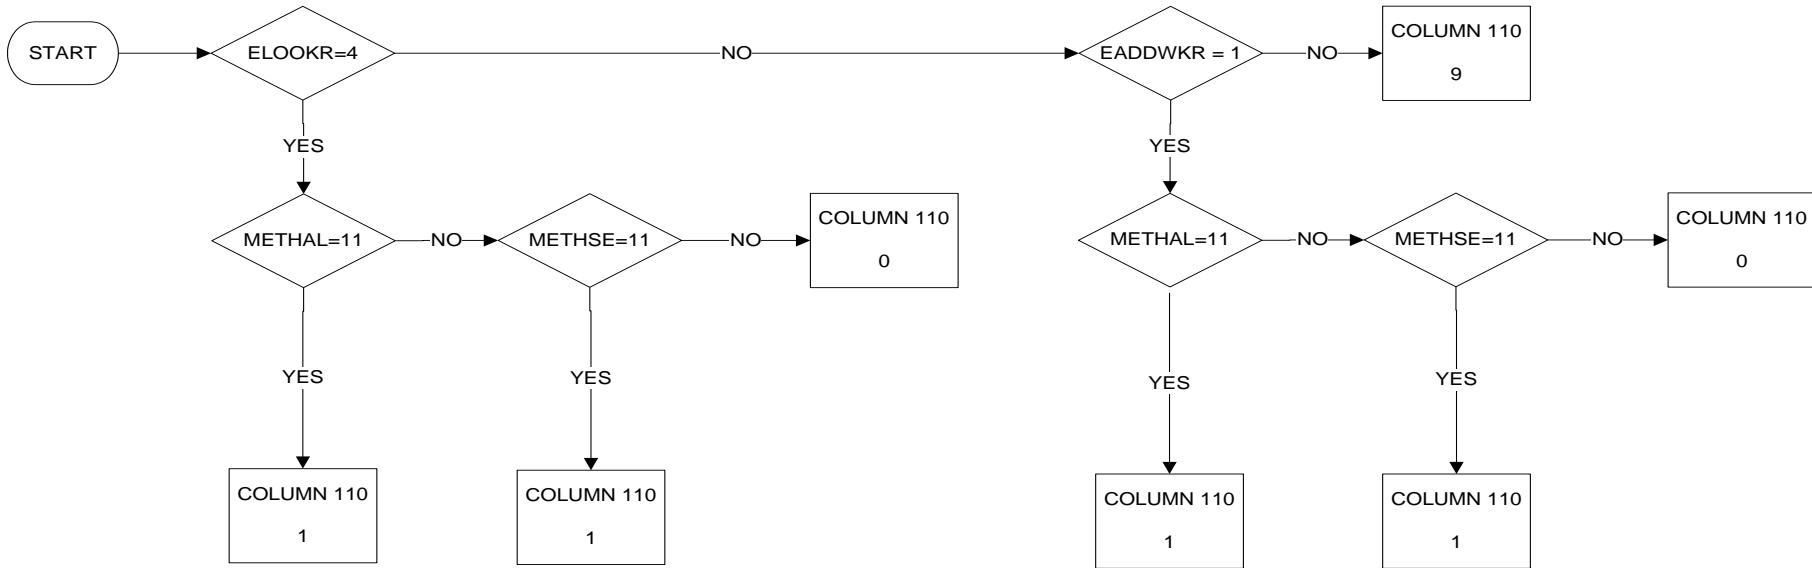 START
ELOOKR=4
NO
EADDWKR = 1
NO
COLUMN 110
9
YES
YES
METHAL=11
NO
METHSE=11
NO
COLUMN 110
0
METHAL=11
NO
METHSE=11
NO
COLUMN 110
0
YES
YES
YES
YES
COLUMN 110
1
COLUMN 110
1
COLUMN 110
1
COLUMN 110
1